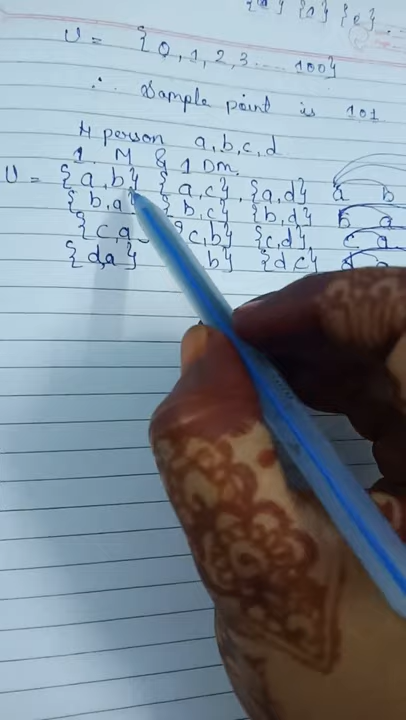 {a} {a} {c}
U = {0, 1, 2, 3 .... 100}
∴ Sample point is 101
4 person a, b, c, d
1. M & 1 DM.
U = {a, b} {a, c}, {a, d} a b
{b, a} {b, c} {b, d} b
{c, a {c, b} {c, d} c a
{d, a} b} {d c} d